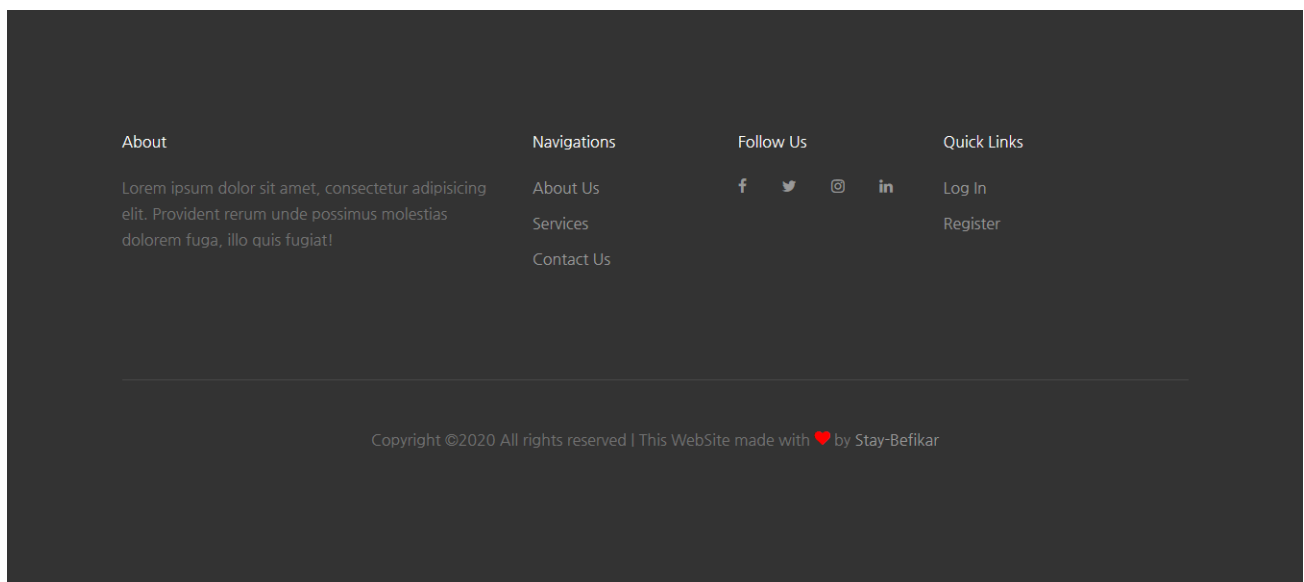 About
Lorem ipsum dolor sit amet, consectetur adipisicing
elit. Provident rerum unde possimus molestias
dolorem fuga, illo quis fugiat!
Navigations
About Us
Services
Contact Us
Follow Us
Quick Links
Log In
Register
Copyright ©2020 All rights reserved | This WebSite made with ❤ by Stay-Befikar